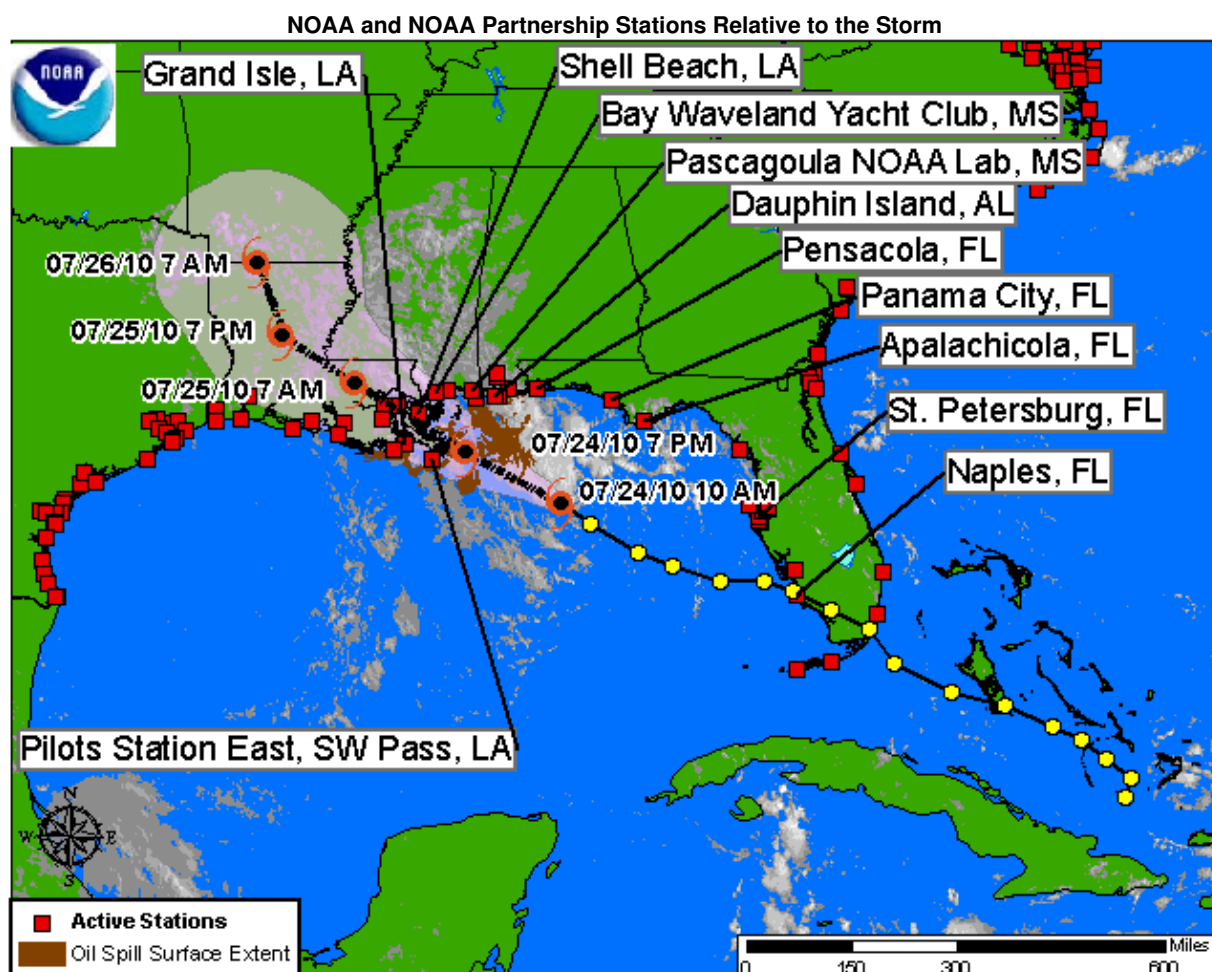 NOAA and NOAA Partnership Stations Relative to the Storm
NOAA
Grand Isle, LA
Shell Beach, LA
Bay Waveland Yacht Club, MS
Pascagoula NOAA Lab, MS
Dauphin Island, AL
Pensacola, FL
07/26/10 7 AM
Panama City, FL
07/25/10 7 PM
Apalachicola, FL
07/25/10 7 AM
St. Petersburg, FL
07/24/10 7 PM
Naples, FL
07/24/10 10 AM
Pilots Station East, SW Pass, LA
N
W E
S
Active Stations
Oil Spill Surface Extent
Miles
0 150 300 600